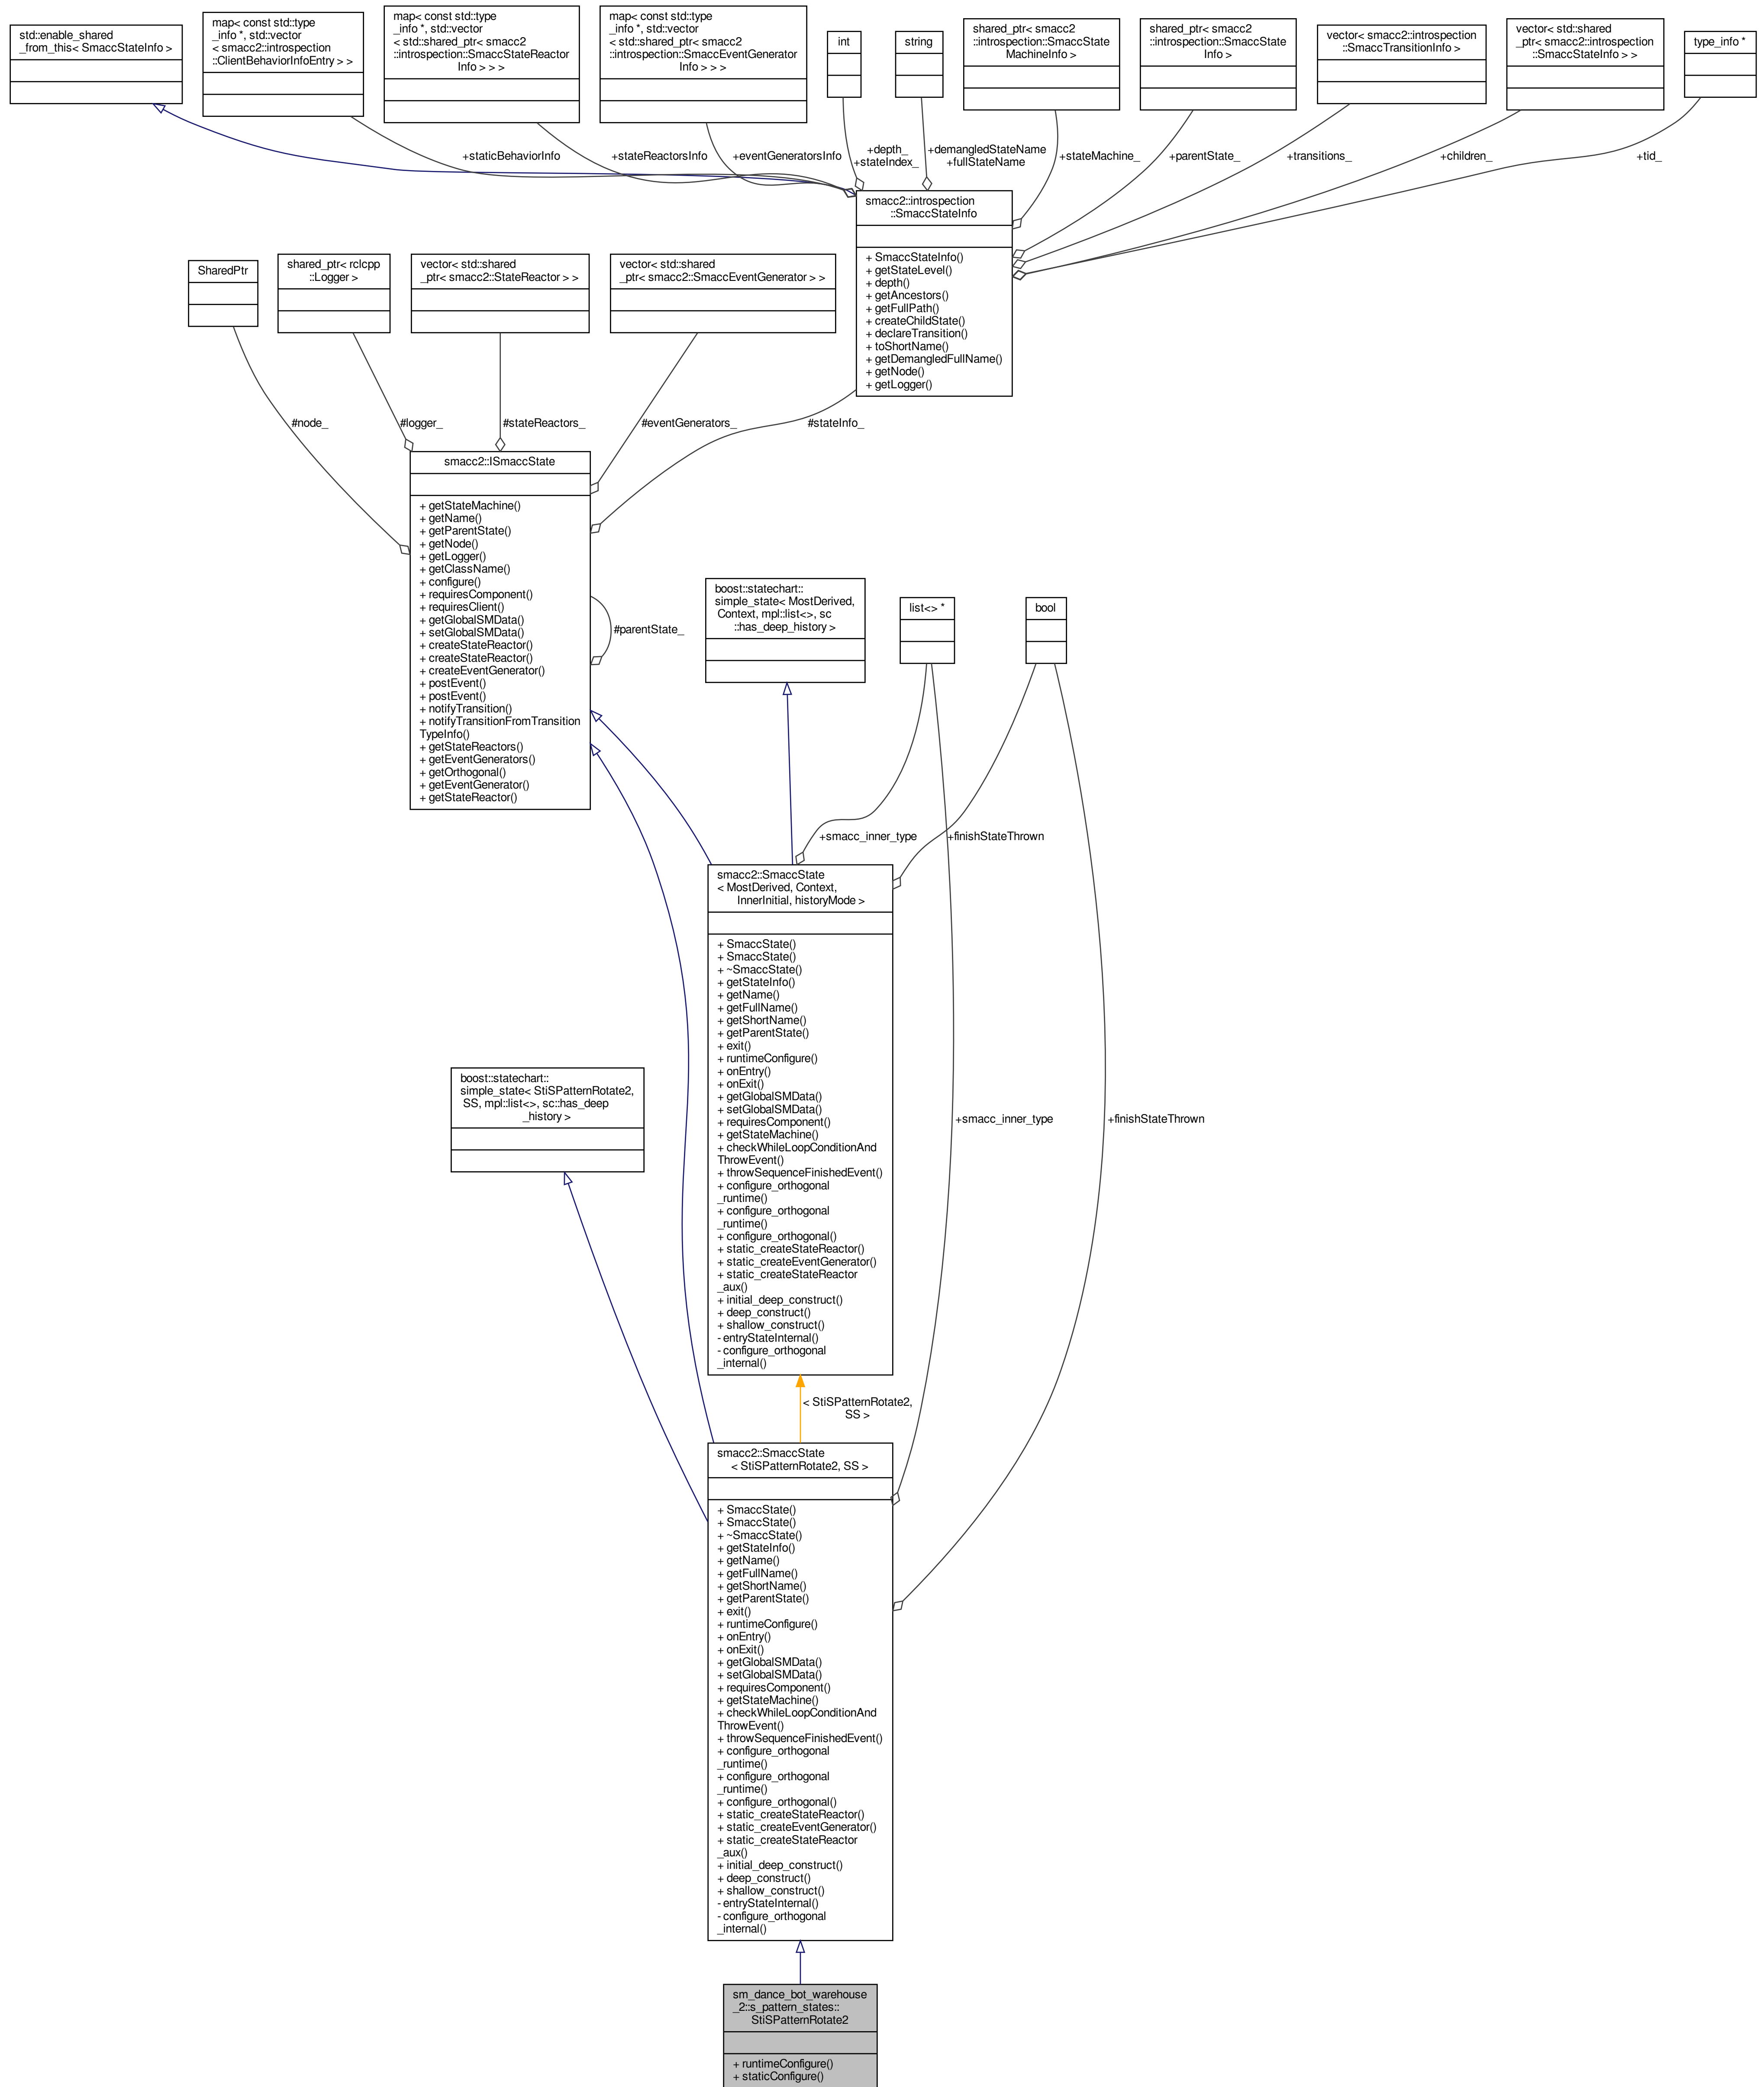 std::enable_shared
_from_this< SmaccStateInfo >
map< const std::type
_info *, std::vector
< smacc2::introspection
::ClientBehaviorInfoEntry > >
map< const std::type
_info *, std::vector
< std::shared_ptr< smacc2
::introspection::SmaccStateReactor
Info > > >
map< const std::type
_info *, std::vector
< std::shared_ptr< smacc2
::introspection::SmaccEventGenerator
Info > > >
int
string
shared_ptr< smacc2
::introspection::SmaccState
MachineInfo >
shared_ptr< smacc2
::introspection::SmaccState
Info >
vector< smacc2::introspection
::SmaccTransitionInfo >
vector< std::shared
_ptr< smacc2::introspection
::SmaccStateInfo > >
type_info *
+staticBehaviorInfo
+stateReactorsInfo
+eventGeneratorsInfo
+depth_
+stateIndex_
+demangledStateName
+fullStateName
+stateMachine_
+parentState_
+transitions_
+children_
+tid_
smacc2::introspection
::SmaccStateInfo
+ SmaccStateInfo()
+ getStateLevel()
+ depth()
+ getAncestors()
+ getFullPath()
+ createChildState()
+ declareTransition()
+ toShortName()
+ getDemangledFullName()
+ getNode()
+ getLogger()
SharedPtr
shared_ptr< rclcpp
::Logger >
vector< std::shared
_ptr< smacc2::StateReactor > >
vector< std::shared
_ptr< smacc2::SmaccEventGenerator > >
#node_
#logger_
#stateReactors_
#eventGenerators_
#stateInfo_
smacc2::ISmaccState
+ getStateMachine()
+ getName()
+ getParentState()
+ getNode()
+ getLogger()
+ getClassName()
+ configure()
+ requiresComponent()
+ requiresClient()
+ getGlobalSMData()
+ setGlobalSMData()
+ createStateReactor()
+ createStateReactor()
+ createEventGenerator()
+ postEvent()
+ postEvent()
+ notifyTransition()
+ notifyTransitionFromTransition
TypeInfo()
+ getStateReactors()
+ getEventGenerators()
+ getOrthogonal()
+ getEventGenerator()
+ getStateReactor()
#parentState_
boost::statechart::
simple_state< MostDerived,
Context, mpl::list<>, sc
::has_deep_history >
list<> *
bool
+smacc_inner_type
+finishStateThrown
smacc2::SmaccState
< MostDerived, Context,
InnerInitial, historyMode >
+ SmaccState()
+ SmaccState()
+ ~SmaccState()
+ getStateInfo()
+ getName()
+ getFullName()
+ getShortName()
+ getParentState()
+ exit()
+ runtimeConfigure()
+ onEntry()
+ onExit()
+ getGlobalSMData()
+ setGlobalSMData()
+ requiresComponent()
+ getStateMachine()
+ checkWhileLoopConditionAnd
ThrowEvent()
+ throwSequenceFinishedEvent()
+ configure_orthogonal
_runtime()
+ configure_orthogonal
_runtime()
+ configure_orthogonal()
+ static_createStateReactor()
+ static_createEventGenerator()
+ static_createStateReactor
_aux()
+ initial_deep_construct()
+ deep_construct()
+ shallow_construct()
- entryStateInternal()
- configure_orthogonal
_internal()
boost::statechart::
simple_state< StiSPatternRotate2,
SS, mpl::list<>, sc::has_deep
_history >
+smacc_inner_type
+finishStateThrown
< StiSPatternRotate2,
SS >
smacc2::SmaccState
< StiSPatternRotate2, SS >
+ SmaccState()
+ SmaccState()
+ ~SmaccState()
+ getStateInfo()
+ getName()
+ getFullName()
+ getShortName()
+ getParentState()
+ exit()
+ runtimeConfigure()
+ onEntry()
+ onExit()
+ getGlobalSMData()
+ setGlobalSMData()
+ requiresComponent()
+ getStateMachine()
+ checkWhileLoopConditionAnd
ThrowEvent()
+ throwSequenceFinishedEvent()
+ configure_orthogonal
_runtime()
+ configure_orthogonal
_runtime()
+ configure_orthogonal()
+ static_createStateReactor()
+ static_createEventGenerator()
+ static_createStateReactor
_aux()
+ initial_deep_construct()
+ deep_construct()
+ shallow_construct()
- entryStateInternal()
- configure_orthogonal
_internal()
sm_dance_bot_warehouse
_2::s_pattern_states::
StiSPatternRotate2
+ runtimeConfigure()
+ staticConfigure()